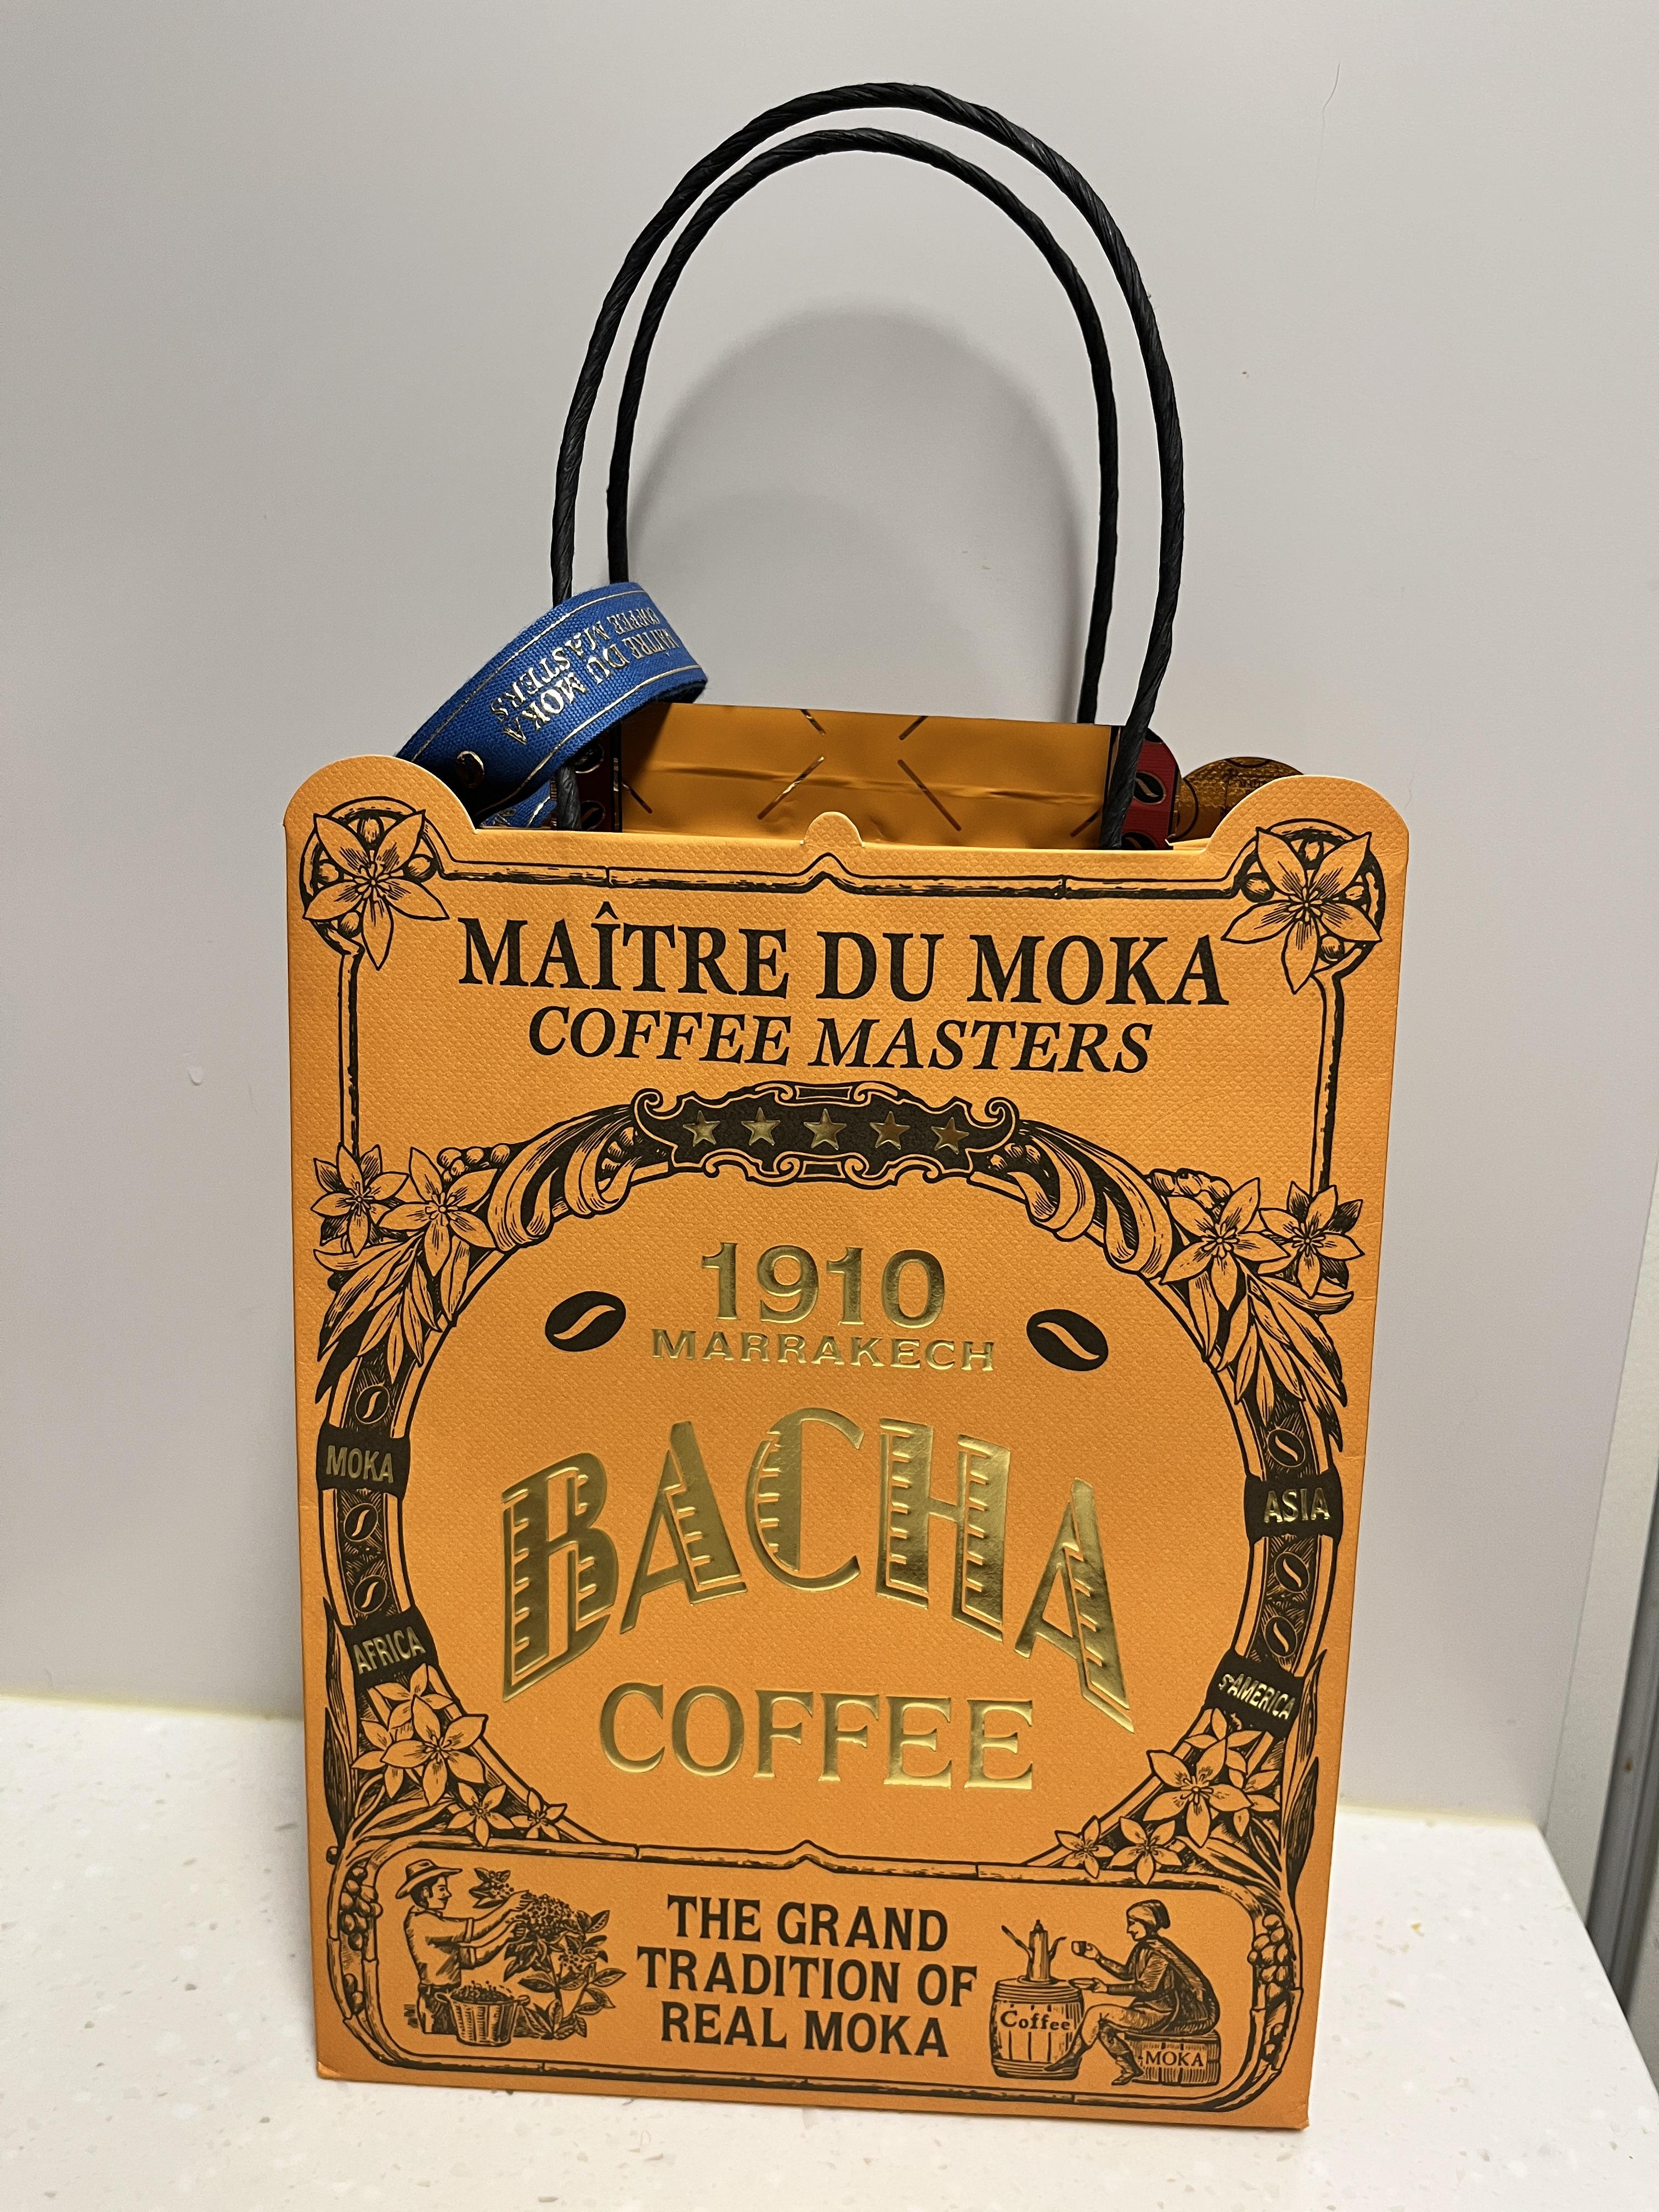 MAÎTRE DU MOKA
COFFEE MASTERS
MAÎTRE DU MOKA
COFFEE MASTERS
1910
MARRAKECH
BACHA
COFFEE
MOKA
ASIA
AFRICA
S.AMERICA
THE GRAND
TRADITION OF
REAL MOKA
Coffee
MOKA